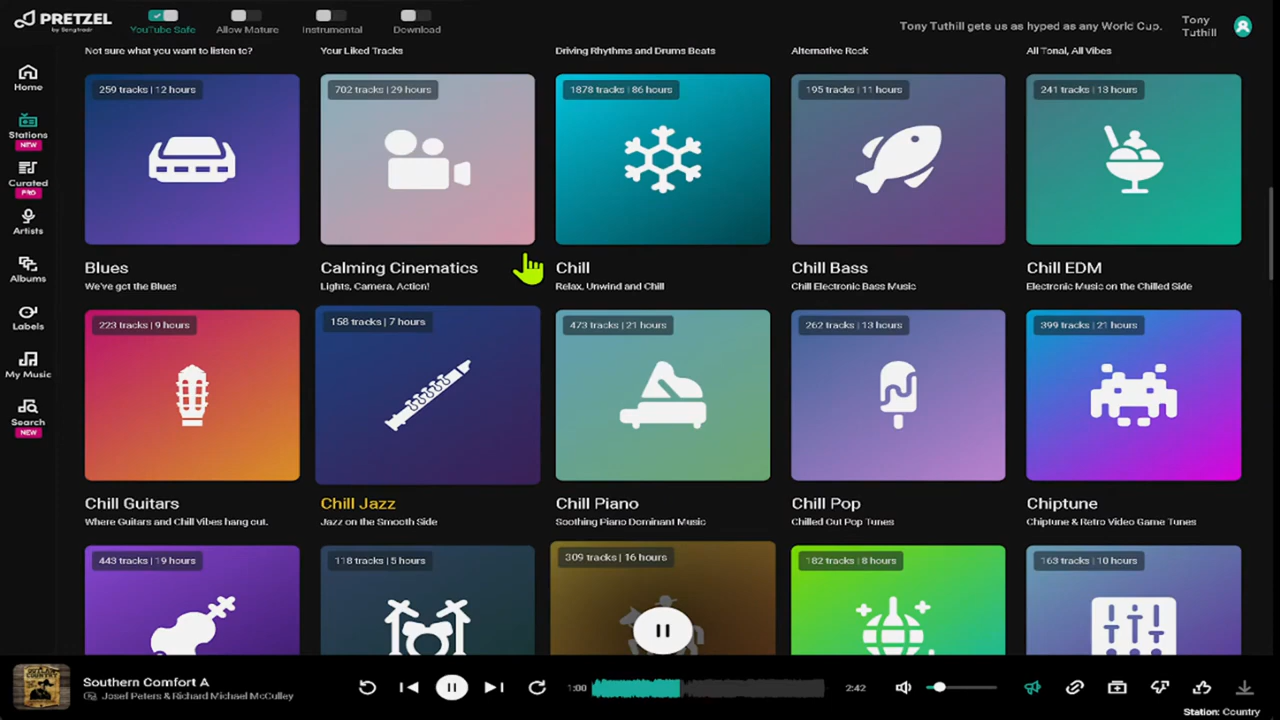 PRETZEL
by Songtradr
YouTube Safe
Allow Mature
Instrumental
Download
Tony Tuthill gets us as hyped as any World Cup.
Tony
Tuthill
Home
Stations
NEW
Curated
PRO
Artists
Albums
Labels
My Music
Search
NEW
Not sure what you want to listen to?
Your Liked Tracks
Driving Rhythms and Drums Beats
Alternative Rock
All Tonal, All Vibes
259 tracks | 12 hours
702 tracks | 29 hours
1878 tracks | 86 hours
195 tracks | 11 hours
241 tracks | 13 hours
Blues
We've got the Blues
Calming Cinematics
Lights, Camera, Action!
Chill
Relax, Unwind and Chill
Chill Bass
Chill Electronic Bass Music
Chill EDM
Electronic Music on the Chilled Side
223 tracks | 9 hours
158 tracks | 7 hours
473 tracks | 21 hours
262 tracks | 13 hours
399 tracks | 21 hours
Chill Guitars
Where Guitars and Chill Vibes hang out.
Chill Jazz
Jazz on the Smooth Side
Chill Piano
Soothing Piano Dominant Music
Chill Pop
Chilled Out Pop Tunes
Chiptune
Chiptune & Retro Video Game Tunes
443 tracks | 19 hours
118 tracks | 5 hours
309 tracks | 16 hours
182 tracks | 8 hours
163 tracks | 10 hours
Southern Comfort A
Josef Peters & Richard Michael McCulley
1:00
2:42
Station: Country